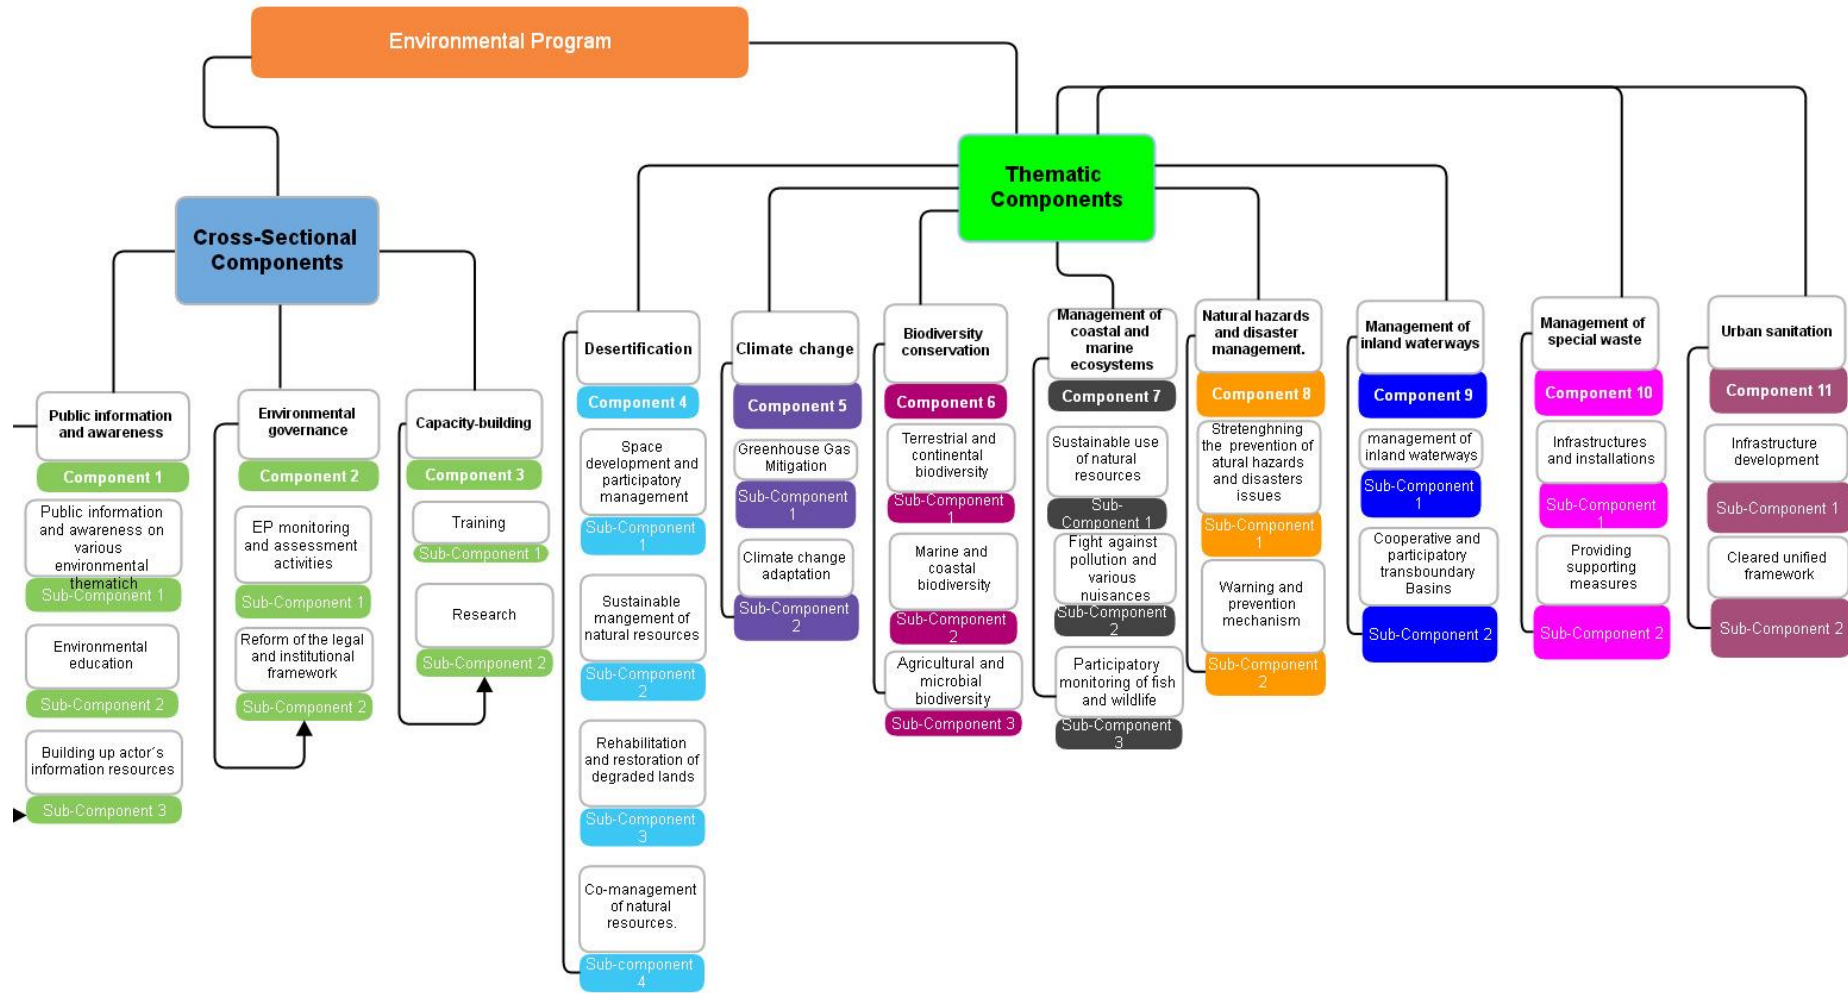 Environmental Program
Thematic
Components
Cross-Sectional
Components
Public information
and awareness
Component 1
Public information
and awareness on
various
environmental
thematich
Sub-Component 1
Environmental
education
Sub-Component 2
Building up actor´s
information resources
Sub-Component 3
Environmental
governance
Component 2
EP monitoring
and assessment
activities
Sub-Component 1
Reform of the legal
and institutional
framework
Sub-Component 2
Capacity-building
Component 3
Training
Sub-Component 1
Research
Sub-Component 2
Desertification
Component 4
Space
development and
participatory
management
Sub-Component
1
Sustainable
mangement of
natural resources
Sub-Component
2
Rehabilitation
and restoration of
degraded lands
Sub-Component
3
Co-management
of natural
resources.
Sub-component
4
Climate change
Component 5
Greenhouse Gas
Mitigation
Sub-Component
1
Climate change
adaptation
Sub-Component
2
Biodiversity
conservation
Component 6
Terrestrial and
continental
biodiversity
Sub-Component
1
Marine and
coastal
biodiversity
Sub-Component
2
Agricultural and
microbial
biodiversity
Sub-Component 3
Management of
coastal and
marine
ecosystems
Component 7
Sustainable use
of natural
resources
Sub-
Component 1
Fight against
pollution and
various
nuisances
Sub-Component
2
Participatory
monitoring of fish
and wildlife
Sub-Component
3
Natural hazards
and disaster
management.
Component 8
Stretenghning
the prevention of
atural hazards
and disasters
issues
Sub-Component
1
Warning and
prevention
mechanism
Sub-Component
2
Management of
inland waterways
Component 9
management of
inland waterways
Sub-Component
1
Cooperative and
participatory
transboundary
Basins
Sub-Component 2
Management of
special waste
Component 10
Infrastructures
and installations
Sub-Component
1
Providing
supporting
measures
Sub-Component 2
Urban sanitation
Component 11
Infrastructure
development
Sub-Component 1
Cleared unified
framework
Sub-Component 2